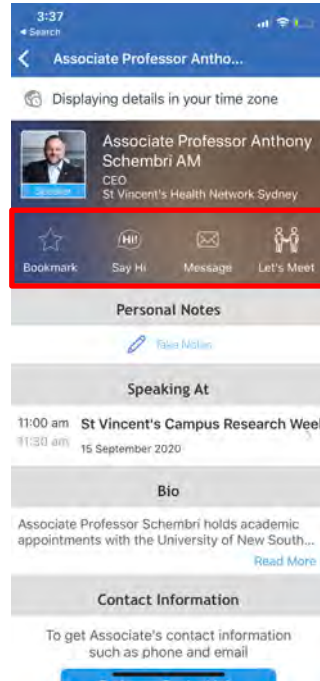 3:37
Search
Associate Professor Antho...
Displaying details in your time zone
Associate Professor Anthony
Schembri AM
CEO
St Vincent's Health Network Sydney
Speaker
Hi!
Bookmark Say Hi Message Let's Meet
Personal Notes
Take Notes
Speaking At
11:00 am St Vincent's Campus Research Wee
11:30 am 15 September 2020
Bio
Associate Professor Schembri holds academic
appointments with the University of New South...
Read More
Contact Information
To get Associate's contact information
such as phone and email